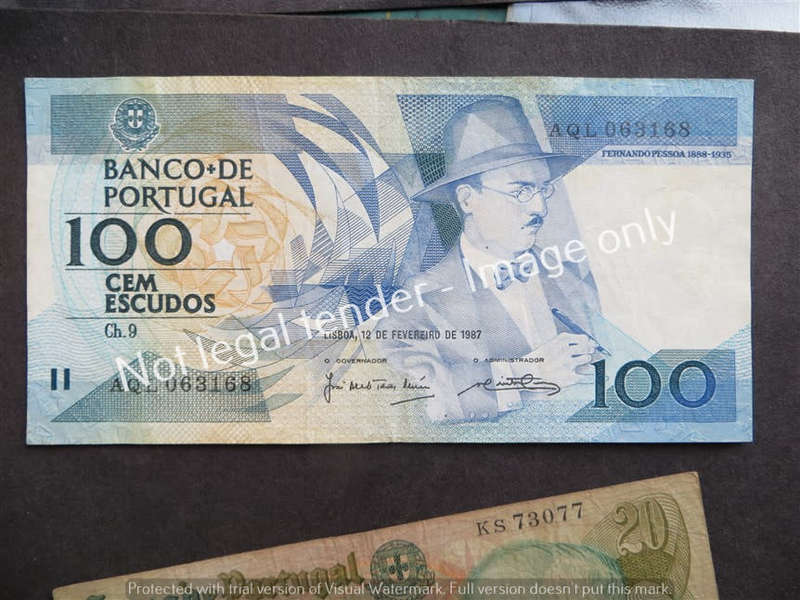 AQL 063168
FERNANDO PESSOA 1888-1935
BANCO DE
PORTUGAL
100
CEM
ESCUDOS
Ch. 9
LISBOA, 12 DE FEVEREIRO DE 1987
O GOVERNADOR
O ADMINISTRADOR
AQL 063168
100
Not legal tender - Image only
KS 73077
20
Portugal
Protected with trial version of Visual Watermark. Full version doesn't put this mark.